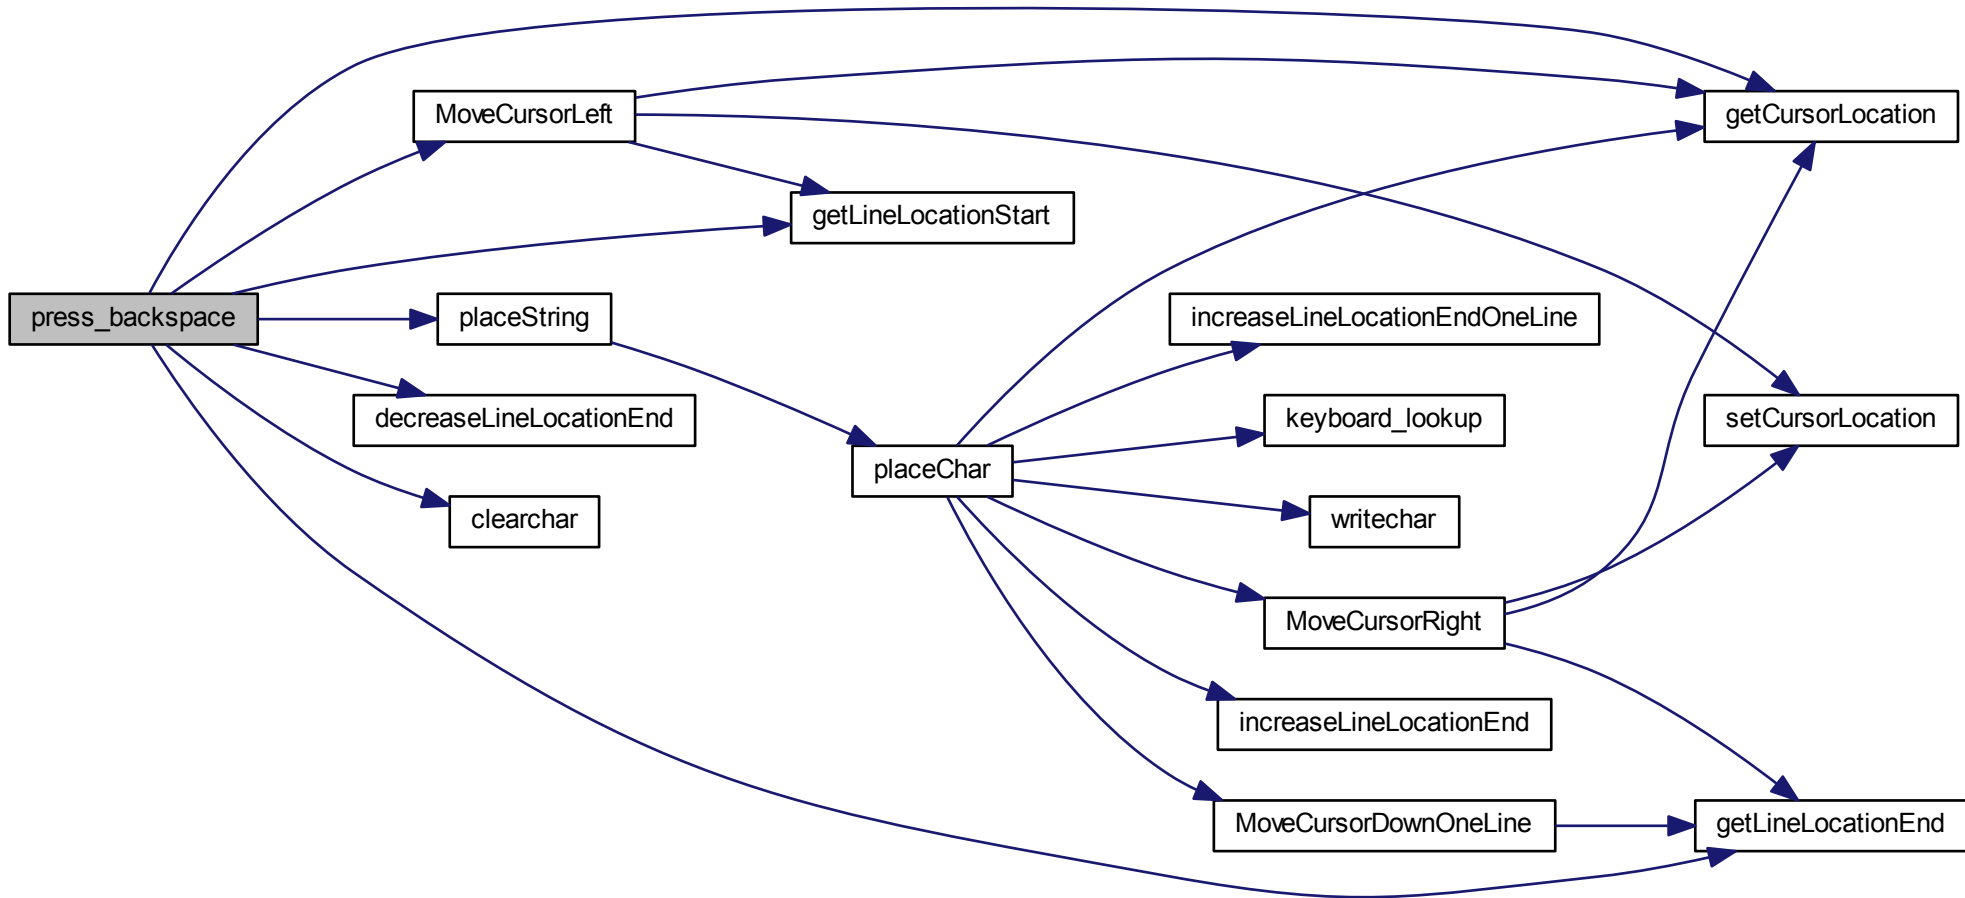 press_backspace
MoveCursorLeft
getLineLocationStart
placeString
decreaseLineLocationEnd
clearchar
placeChar
increaseLineLocationEndOneLine
keyboard_lookup
writechar
MoveCursorRight
increaseLineLocationEnd
MoveCursorDownOneLine
getCursorLocation
setCursorLocation
getLineLocationEnd